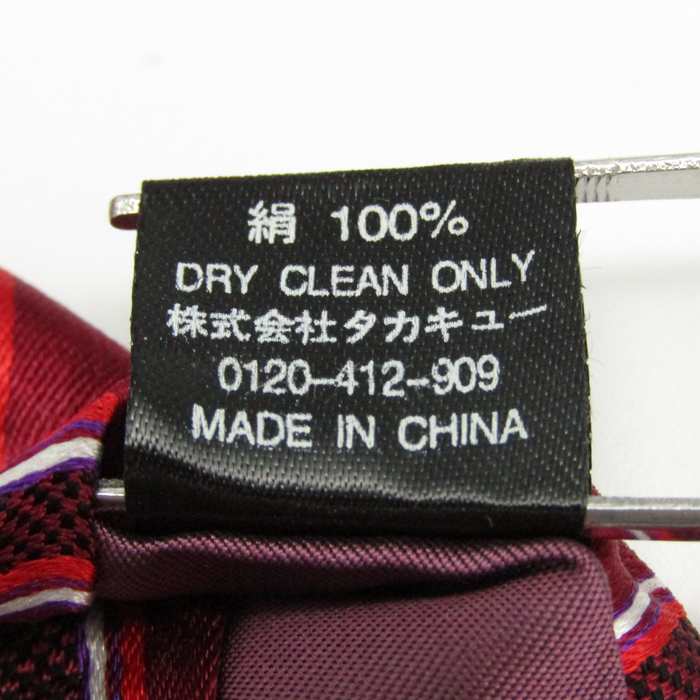 絹 100%
DRY CLEAN ONLY
株式会社タカキュー
0120-412-909
MADE IN CHINA